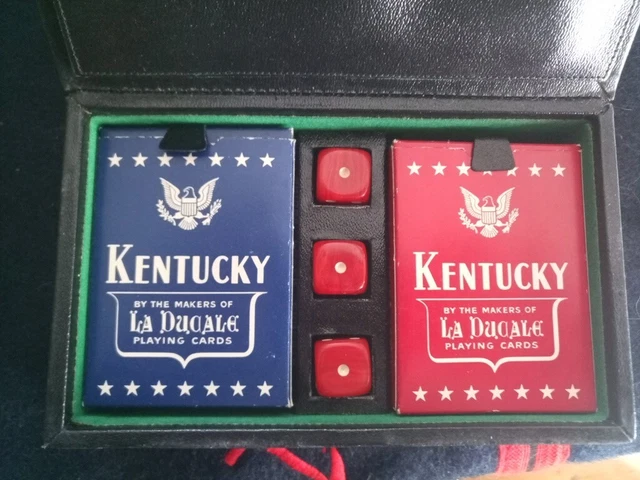 KENTUCKY
BY THE MAKERS OF
LA DUCALE
PLAYING CARDS
KENTUCKY
BY THE MAKERS OF
LA DUCALE
PLAYING CARDS